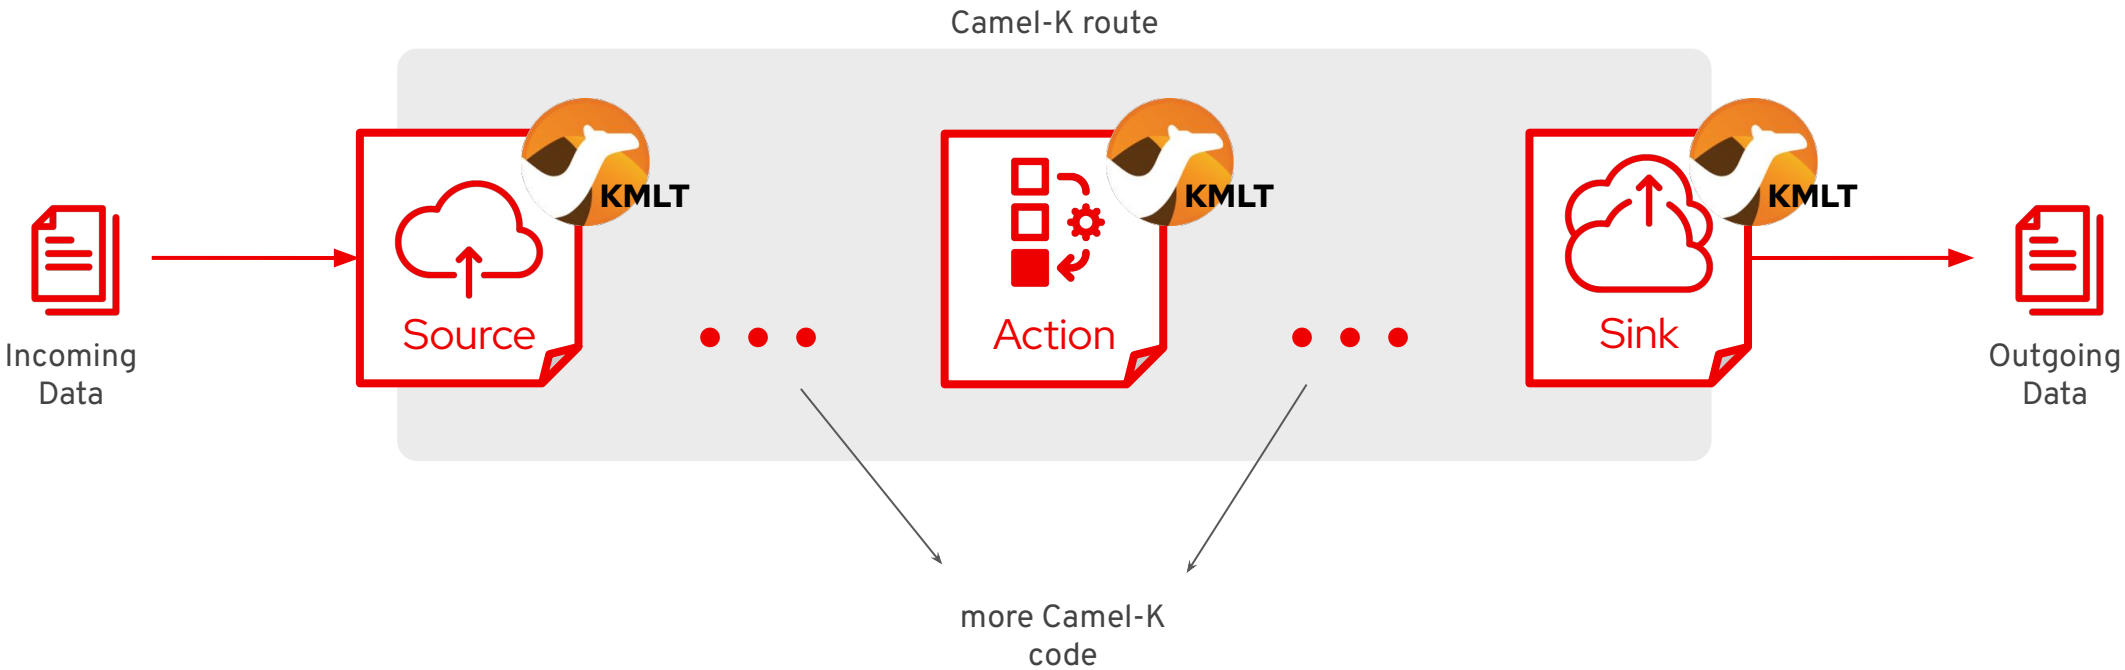 Camel-K route
KMLT
KMLT
KMLT
Source
Action
Sink
Incoming
Data
Outgoing
Data
more Camel-K
code